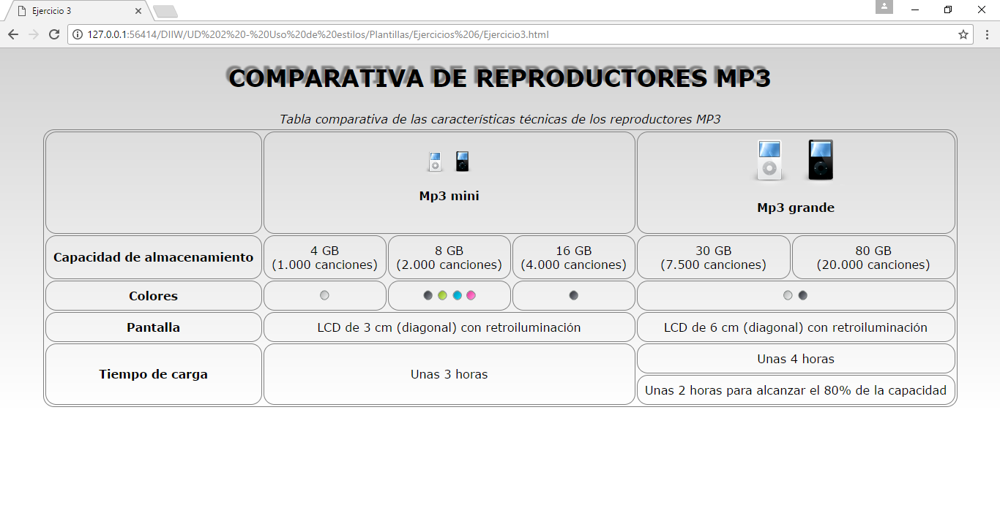 Ejercicio 3
127.0.0.1:56414/DIIW/UD%202%20-%20Uso%20de%20estilos/Plantillas/Ejercicios%206/Ejercicio3.html
COMPARATIVA DE REPRODUCTORES MP3
Tabla comparativa de las características técnicas de los reproductores MP3
Mp3 mini
Mp3 grande
Capacidad de almacenamiento
4 GB
(1.000 canciones)
8 GB
(2.000 canciones)
16 GB
(4.000 canciones)
30 GB
(7.500 canciones)
80 GB
(20.000 canciones)
Colores
Pantalla
LCD de 3 cm (diagonal) con retroiluminación
LCD de 6 cm (diagonal) con retroiluminación
Tiempo de carga
Unas 3 horas
Unas 4 horas
Unas 2 horas para alcanzar el 80% de la capacidad